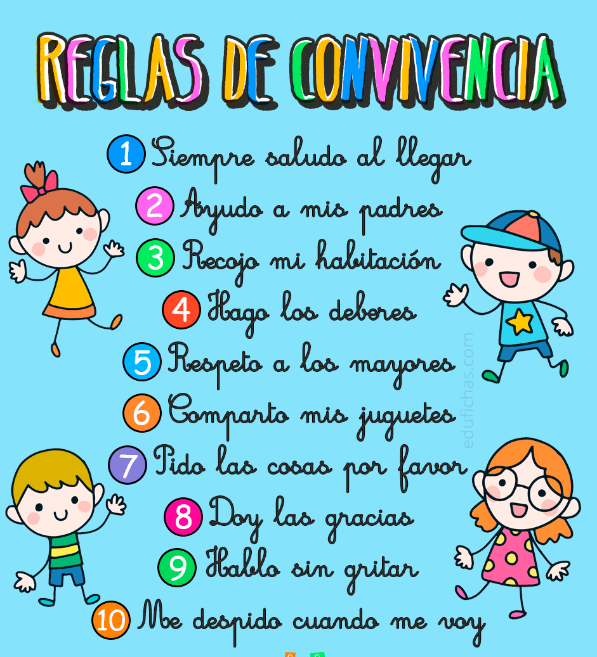 REGLAS DE CONVIVENCIA
1 Siempre saludo al llegar
2 Ayudo a mis padres
3 Recojo mi habitación
4 Hago los deberes
5 Respeto a los mayores
6 Comparto mis juguetes
7 Pido las cosas por favor
8 Doy las gracias
9 Hablo sin gritar
10 Me despido cuando me voy
edufichas.com